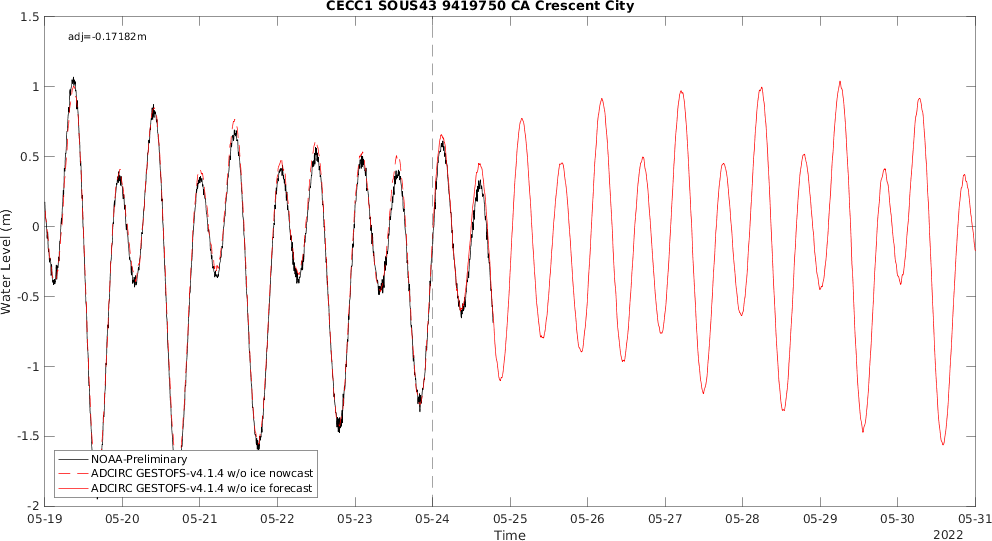 CECC1 SOUS43 9419750 CA Crescent City
adj=-0.17182m
1.5
1
0.5
0
-0.5
-1
-1.5
-2
Water Level (m)
NOAA-Preliminary
ADCIRC GESTOFS-v4.1.4 w/o ice nowcast
ADCIRC GESTOFS-v4.1.4 w/o ice forecast
05-19 05-20 05-21 05-22 05-23 05-24 05-25 05-26 05-27 05-28 05-29 05-30 05-31
Time
2022